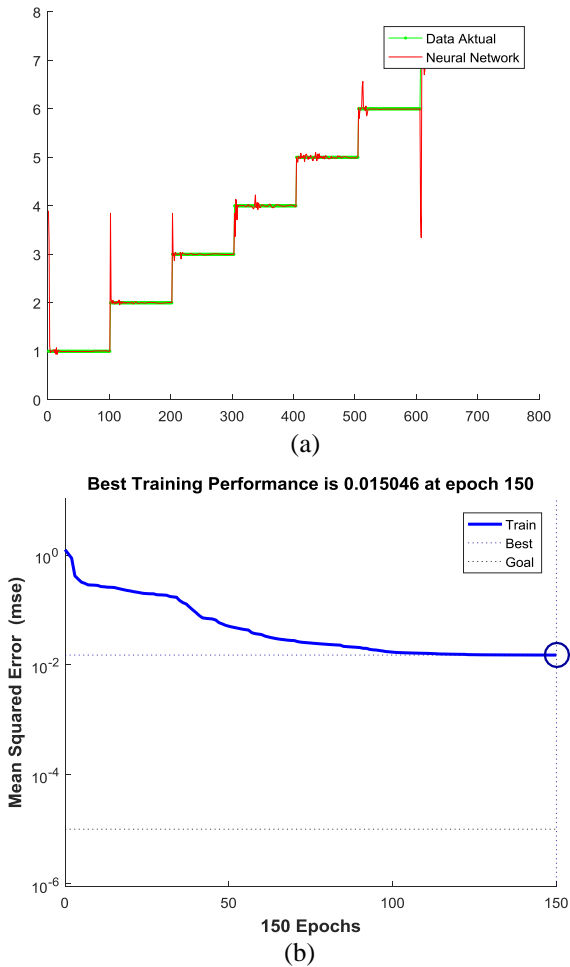 8
7
6
5
4
3
2
1
0
Data Aktual
Neural Network
0 100 200 300 400 500 600 700 800
(a)
Best Training Performance is 0.015046 at epoch 150
Mean Squared Error (mse)
10^0
10^-2
10^-4
10^-6
Train
Best
Goal
0 50 100 150
150 Epochs
(b)